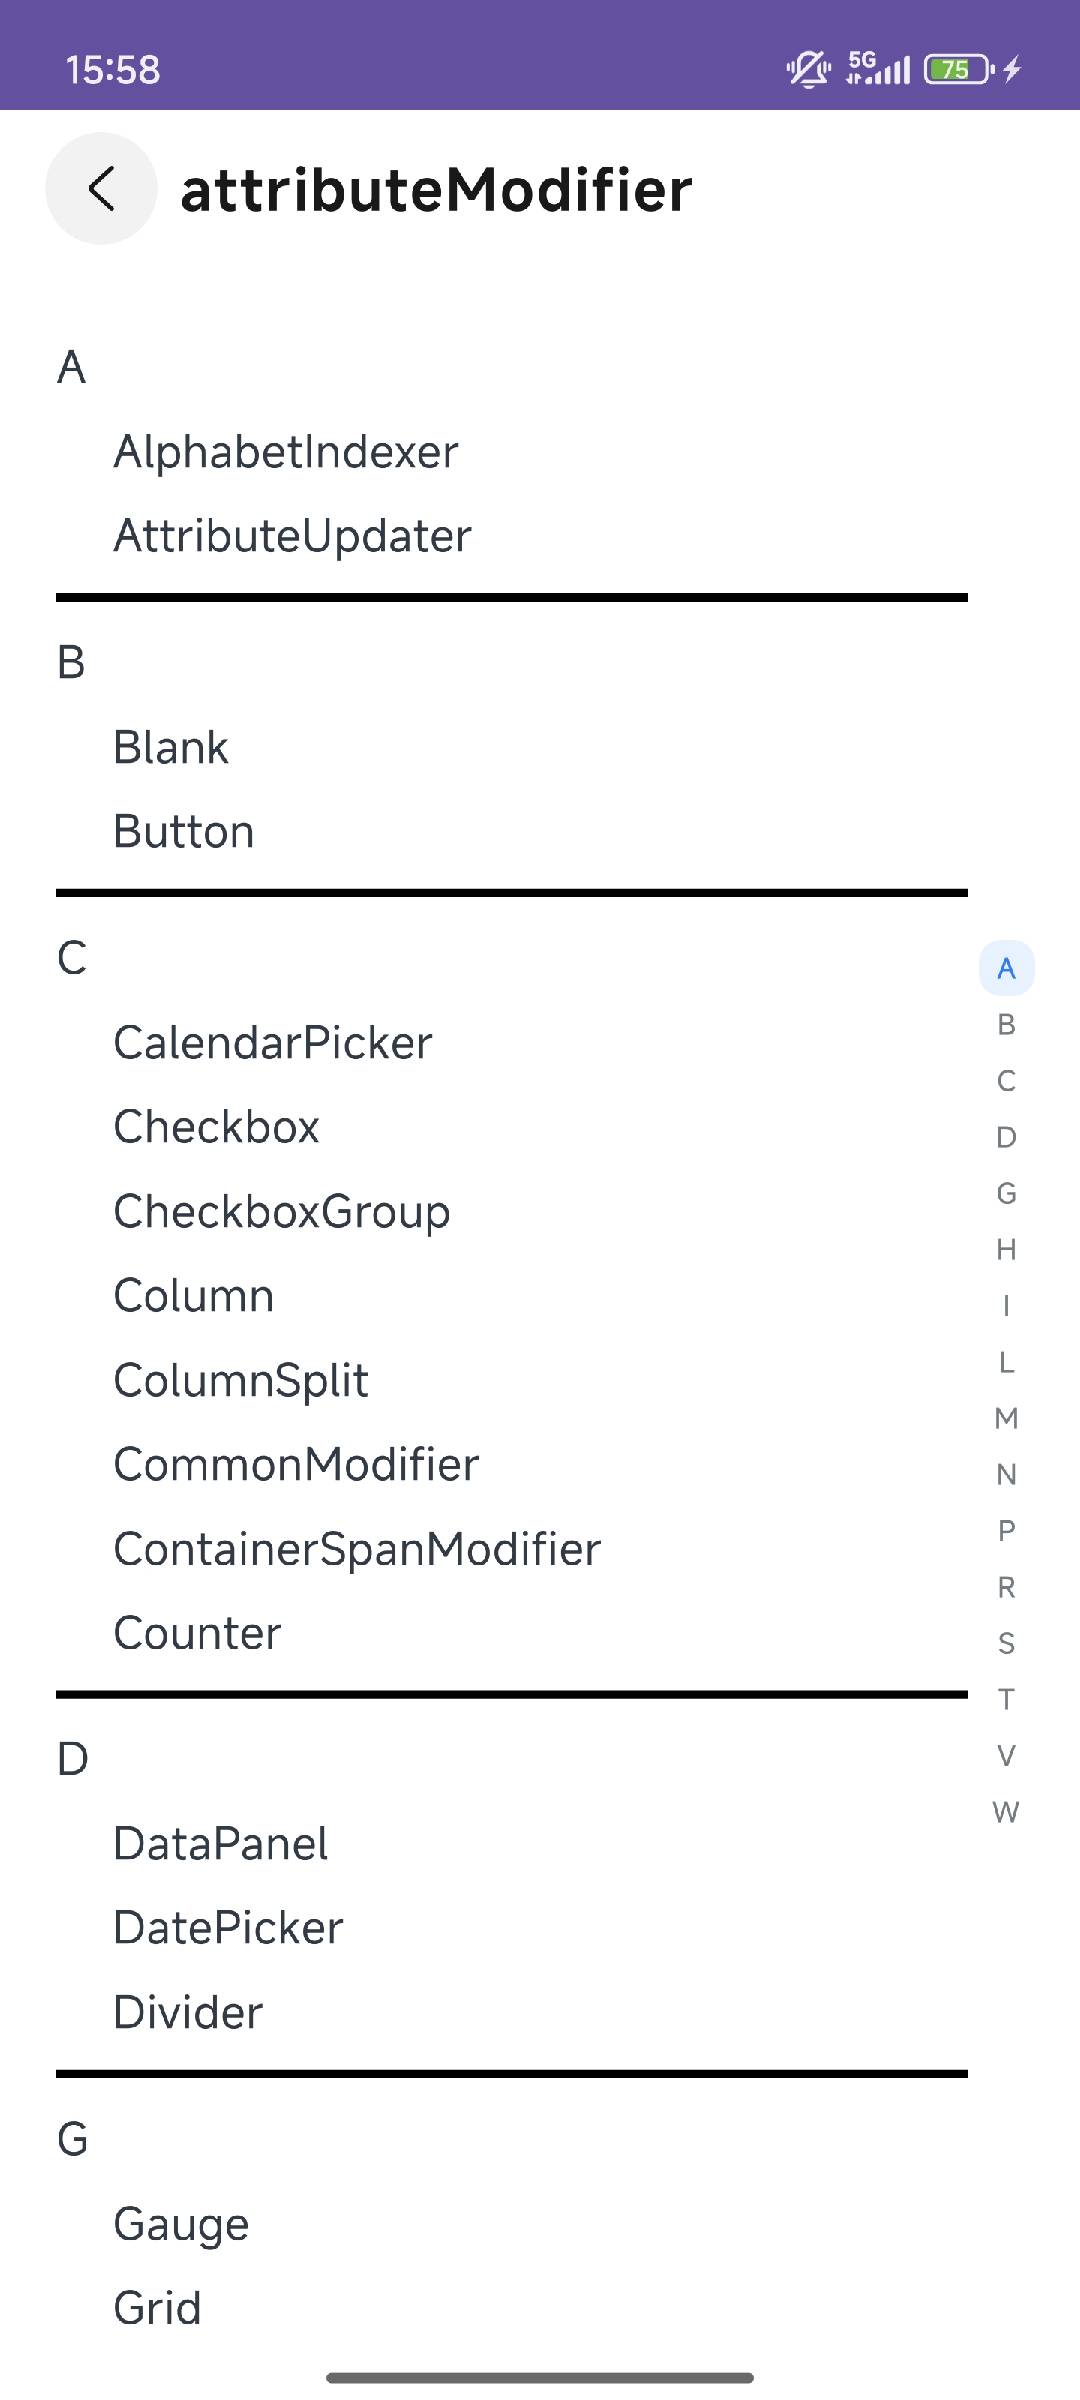 15:58
5G
75
attributeModifier
A
AlphabetIndexer
AttributeUpdater
B
Blank
Button
C
CalendarPicker
Checkbox
CheckboxGroup
Column
ColumnSplit
CommonModifier
ContainerSpanModifier
Counter
D
DataPanel
DatePicker
Divider
G
Gauge
Grid
A
B
C
D
G
H
I
L
M
N
P
R
S
T
V
W